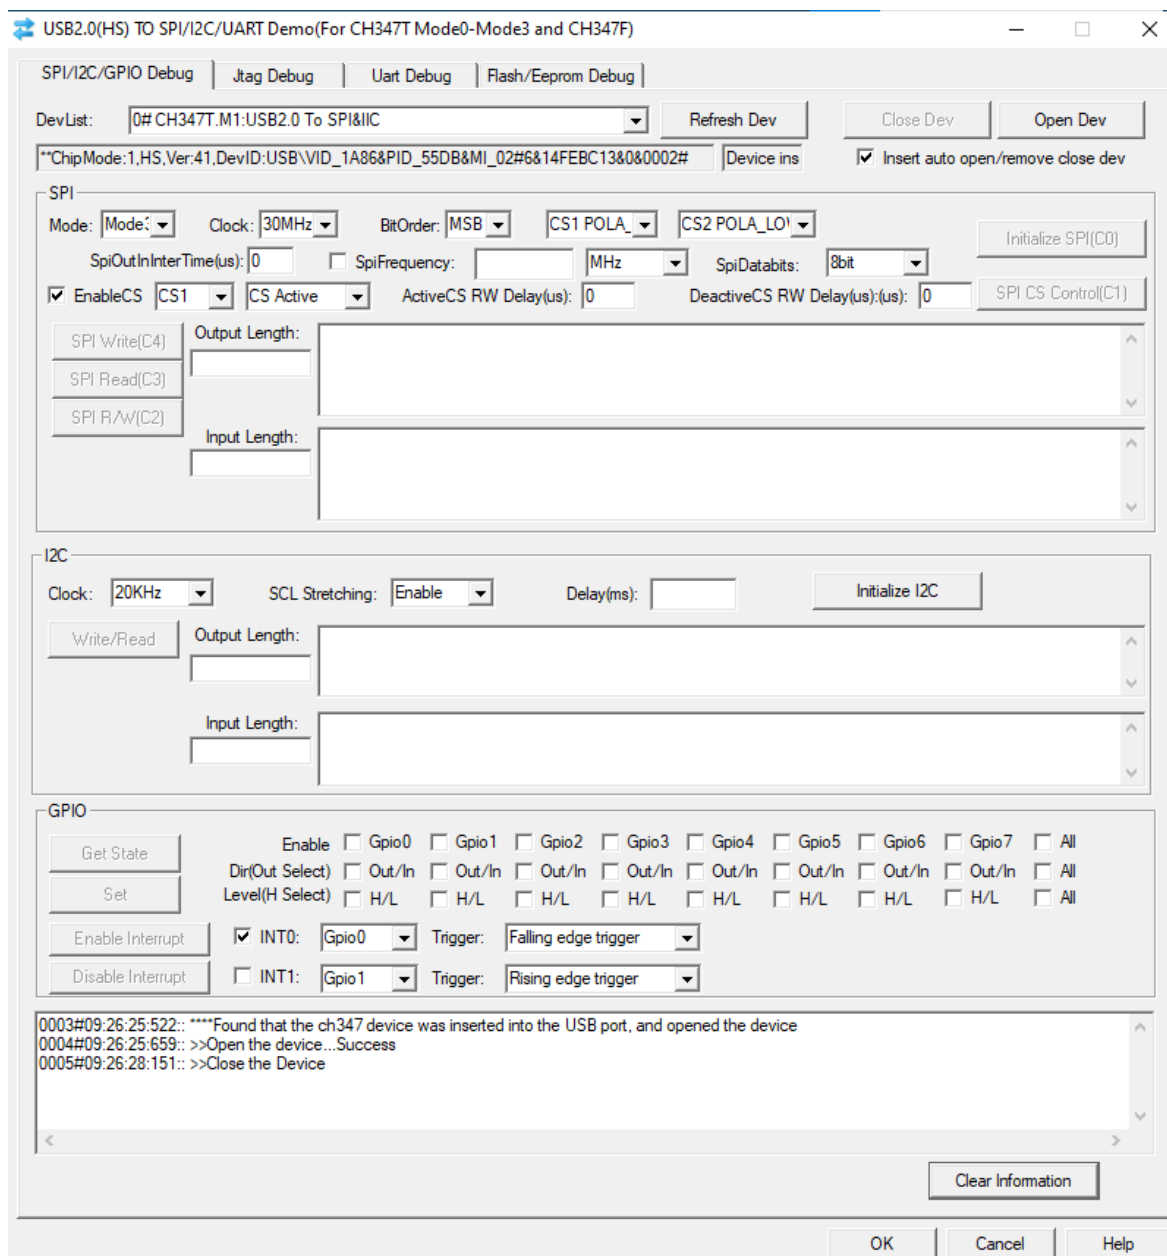 USB2.0(HS) TO SPI/I2C/UART Demo(For CH347T Mode0-Mode3 and CH347F)
SPI/I2C/GPIO Debug Jtag Debug Uart Debug Flash/Eeprom Debug
DevList: 0# CH347T.M1:USB2.0 To SPI&IIC Refresh Dev Close Dev Open Dev
**ChipMode:1,HS,Ver:41,DevID:USB\VID_1A86&PID_55DB&MI_02#6&14FEBC13&0&0002# Device ins Insert auto open/remove close dev
SPI
Mode: Mode3 Clock: 30MHz BitOrder: MSB CS1 POLA_ CS2 POLA_LOW Initialize SPI(C0)
SpiOutInInterTime(us): 0 SpiFrequency: MHz SpiDatabits: 8bit
EnableCS CS1 CS Active ActiveCS RW Delay(us): 0 DeactiveCS RW Delay(us):(us): 0 SPI CS Control(C1)
SPI Write(C4) Output Length:
SPI Read(C3)
SPI R/W(C2)
Input Length:
I2C
Clock: 20KHz SCL Stretching: Enable Delay(ms): Initialize I2C
Write/Read Output Length:
Input Length:
GPIO
Get State Enable Gpio0 Gpio1 Gpio2 Gpio3 Gpio4 Gpio5 Gpio6 Gpio7 All
Dir(Out Select) Out/In Out/In Out/In Out/In Out/In Out/In Out/In Out/In All
Set Level(H Select) H/L H/L H/L H/L H/L H/L H/L H/L All
Enable Interrupt INT0: Gpio0 Trigger: Falling edge trigger
Disable Interrupt INT1: Gpio1 Trigger: Rising edge trigger
0003#09:26:25:522:: ****Found that the ch347 device was inserted into the USB port, and opened the device
0004#09:26:25:659:: >>Open the device...Success
0005#09:26:28:151:: >>Close the Device
Clear Information
OK Cancel Help